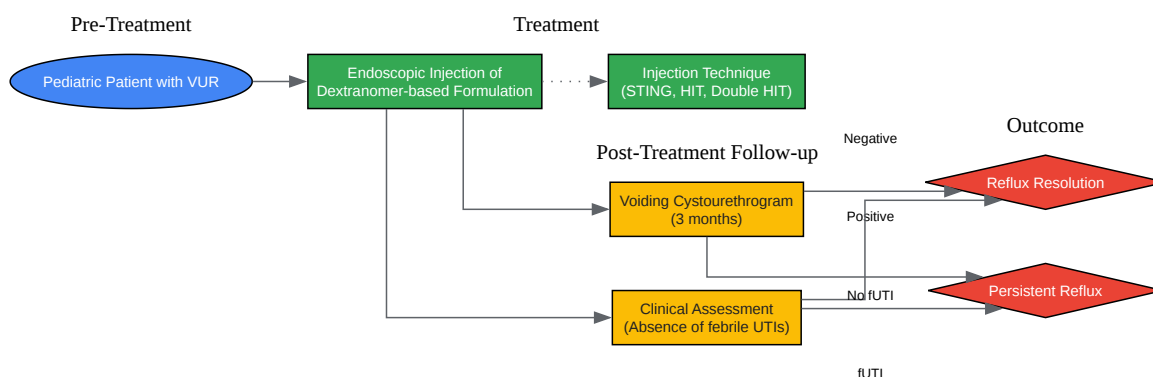 Pre-Treatment
Treatment
Pediatric Patient with VUR
Endoscopic Injection of
Dextranomer-based Formulation
Injection Technique
(STING, HIT, Double HIT)
Post-Treatment Follow-up
Outcome
Negative
Voiding Cystourethrogram
(3 months)
Reflux Resolution
Positive
Clinical Assessment
(Absence of febrile UTIs)
No fUTI
Persistent Reflux
fUTI